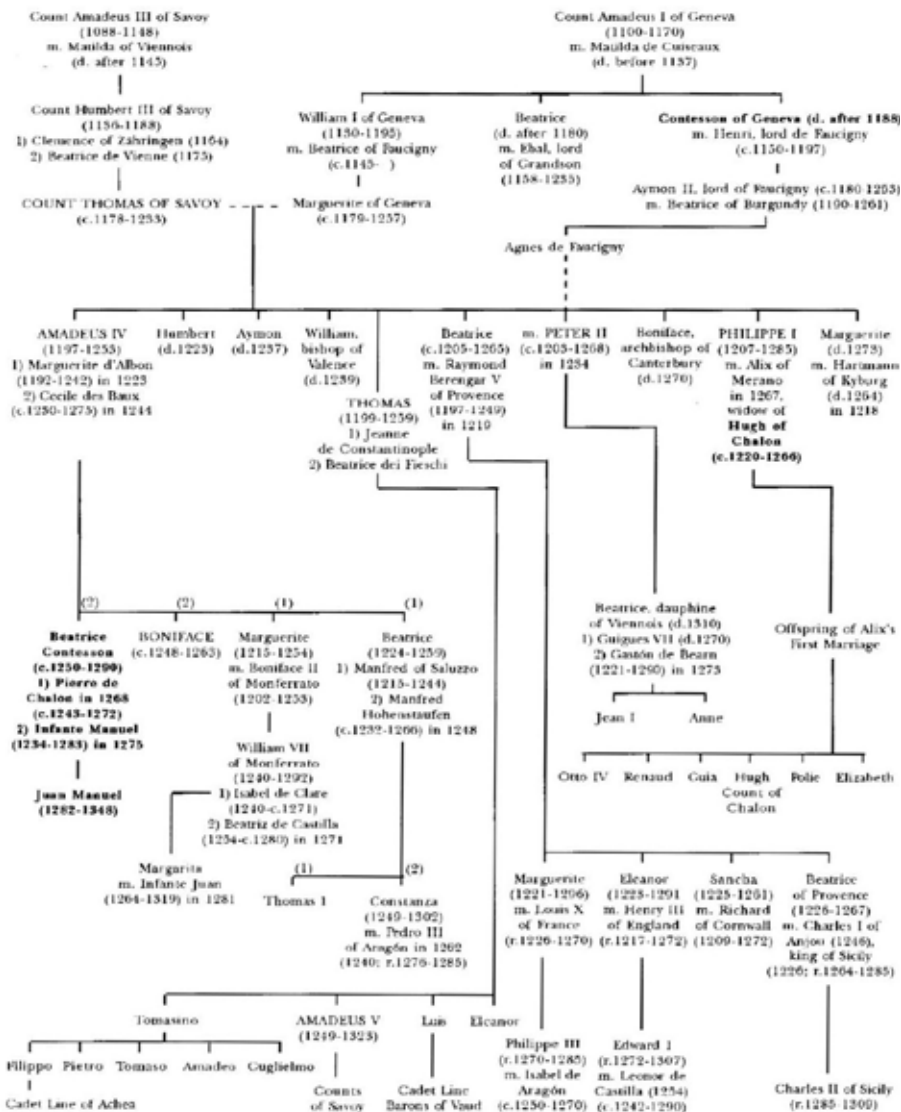 Count Amadeus III of Savoy
(1088-1148)
m. Matilda of Viennois
(d. after 1145)
Count Amadeus I of Geneva
(1100-1170)
m. Matilda de Cuiseaux
(d. before 1137)
Count Humbert III of Savoy
(1136-1188)
1) Clemence of Zähringen (1164)
2) Beatrice de Vienne (1175)
William I of Geneva
(1130-1195)
m. Beatrice of Faucigny
(c.1145- )
Beatrice
(d. after 1180)
m. Ebal, lord
of Grandson
(1158-1235)
Contesson of Geneva (d. after 1188)
m. Henri, lord de Faucigny
(c.1150-1197)
COUNT THOMAS OF SAVOY
(c.1178-1233)
Marguerite of Geneva
(c.1179-1257)
Aymon II, lord of Faucigny (c.1180-1253)
m. Beatrice of Burgundy (1190-1261)
Agnes de Faucigny
AMADEUS IV
(1197-1253)
1) Marguerite d'Albon
(1192-1242) in 1223
2) Cecile des Baux
(c.1230-1275) in 1244
Humbert
(d.1223)
Aymon
(d.1237)
William,
bishop of
Valence
(d.1239)
THOMAS
(1199-1259)
1) Jeanne
de Constantinople
2) Beatrice dei Fieschi
Beatrice
(c.1205-1265)
m. Raymond
Berengar V
of Provence
(1197-1249)
in 1219
m. PETER II
(c.1203-1268)
in 1234
Boniface,
archbishop of
Canterbury
(d.1270)
PHILIPPE I
(1207-1285)
m. Alix of
Merano
in 1267,
widow of
Hugh of
Chalon
(c.1220-1266)
Marguerite
(d.1273)
m. Hartmann
of Kyburg
(d.1264)
in 1218
(2)
(2)
(1)
(1)
Beatrice
Contesson
(c.1250-1290)
1) Pierre de
Chalon in 1268
(c.1243-1272)
2) Infante Manuel
(1234-1283) in 1275
BONIFACE
(c.1248-1263)
Marguerite
(1215-1254)
m. Boniface II
of Monferrato
(1202-1253)
Beatrice
(1224-1259)
1) Manfred of Saluzzo
(1215-1244)
2) Manfred
Hohenstaufen
(c.1232-1266) in 1248
Beatrice, dauphine
of Viennois (d.1310)
1) Guigues VII (d.1270)
2) Gaston de Bearn
(1221-1290) in 1273
Offspring of Alix's
First Marriage
Jean I
Anne
Juan Manuel
(1282-1348)
William VII
of Monferrato
(1240-1292)
1) Isabel de Clare
(1240-c.1271)
2) Beatriz de Castilla
(1254-c.1280) in 1271
Otto IV
Renaud
Guia
Hugh
Count of
Chalon
Polie
Elizabeth
Margarita
m. Infante Juan
(1264-1319) in 1281
(1)
(2)
Thomas I
Constanza
(1249-1302)
m. Pedro III
of Aragón in 1262
(1240; r.1276-1285)
Marguerite
(1221-1296)
m. Louis X
of France
(r.1226-1270)
Eleanor
(1223-1291
m. Henry III
of England
(r.1217-1272)
Sancha
(1225-1261)
m. Richard
of Cornwall
(1209-1272)
Beatrice
of Provence
(1226-1267)
m. Charles I of
Anjou (1246),
king of Sicily
(1226; r.1264-1285)
Tomasino
AMADEUS V
(1249-1323)
Luis
Eleanor
Filippo
Pietro
Tomaso
Amadeo
Guglielmo
Cadet Line of Achea
Counts
of Savoy
Cadet Line
Barons of Vaud
Philippe III
(r.1270-1285)
m. Isabel de
Aragón
(c.1250-1270)
Edward I
(r.1272-1307)
m. Leonor de
Castilla (1254)
(c.1242-1290)
Charles II of Sicily
(r.1285-1309)